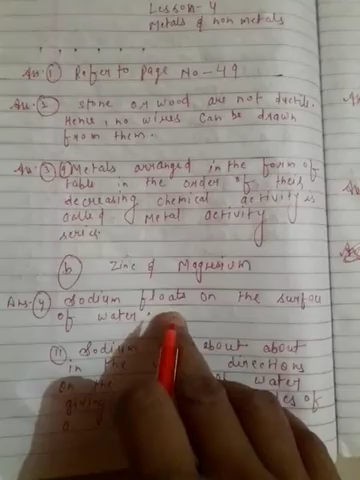 Lesson-4
Metals & non metals
Ans. 1 Refer to page No - 49
Ans. 2 Stone or wood are not ductile.
Hence, no wires can be drawn
from them.
Ans. 3 a Metals arranged in the form of
table in the order of their
decreasing chemical activity is
called metal activity
series.
b Zinc & Magnesium
Ans. 4 Sodium floats on the surface
of water.
II Sodium about about
in the directions
on the of water
giving of